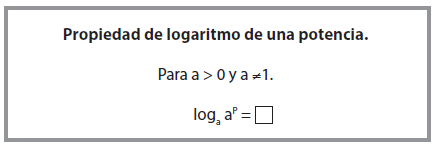 Propiedad de logaritmo de una potencia.
Para a > 0 y a ≠1.
logₐ aᴾ = □